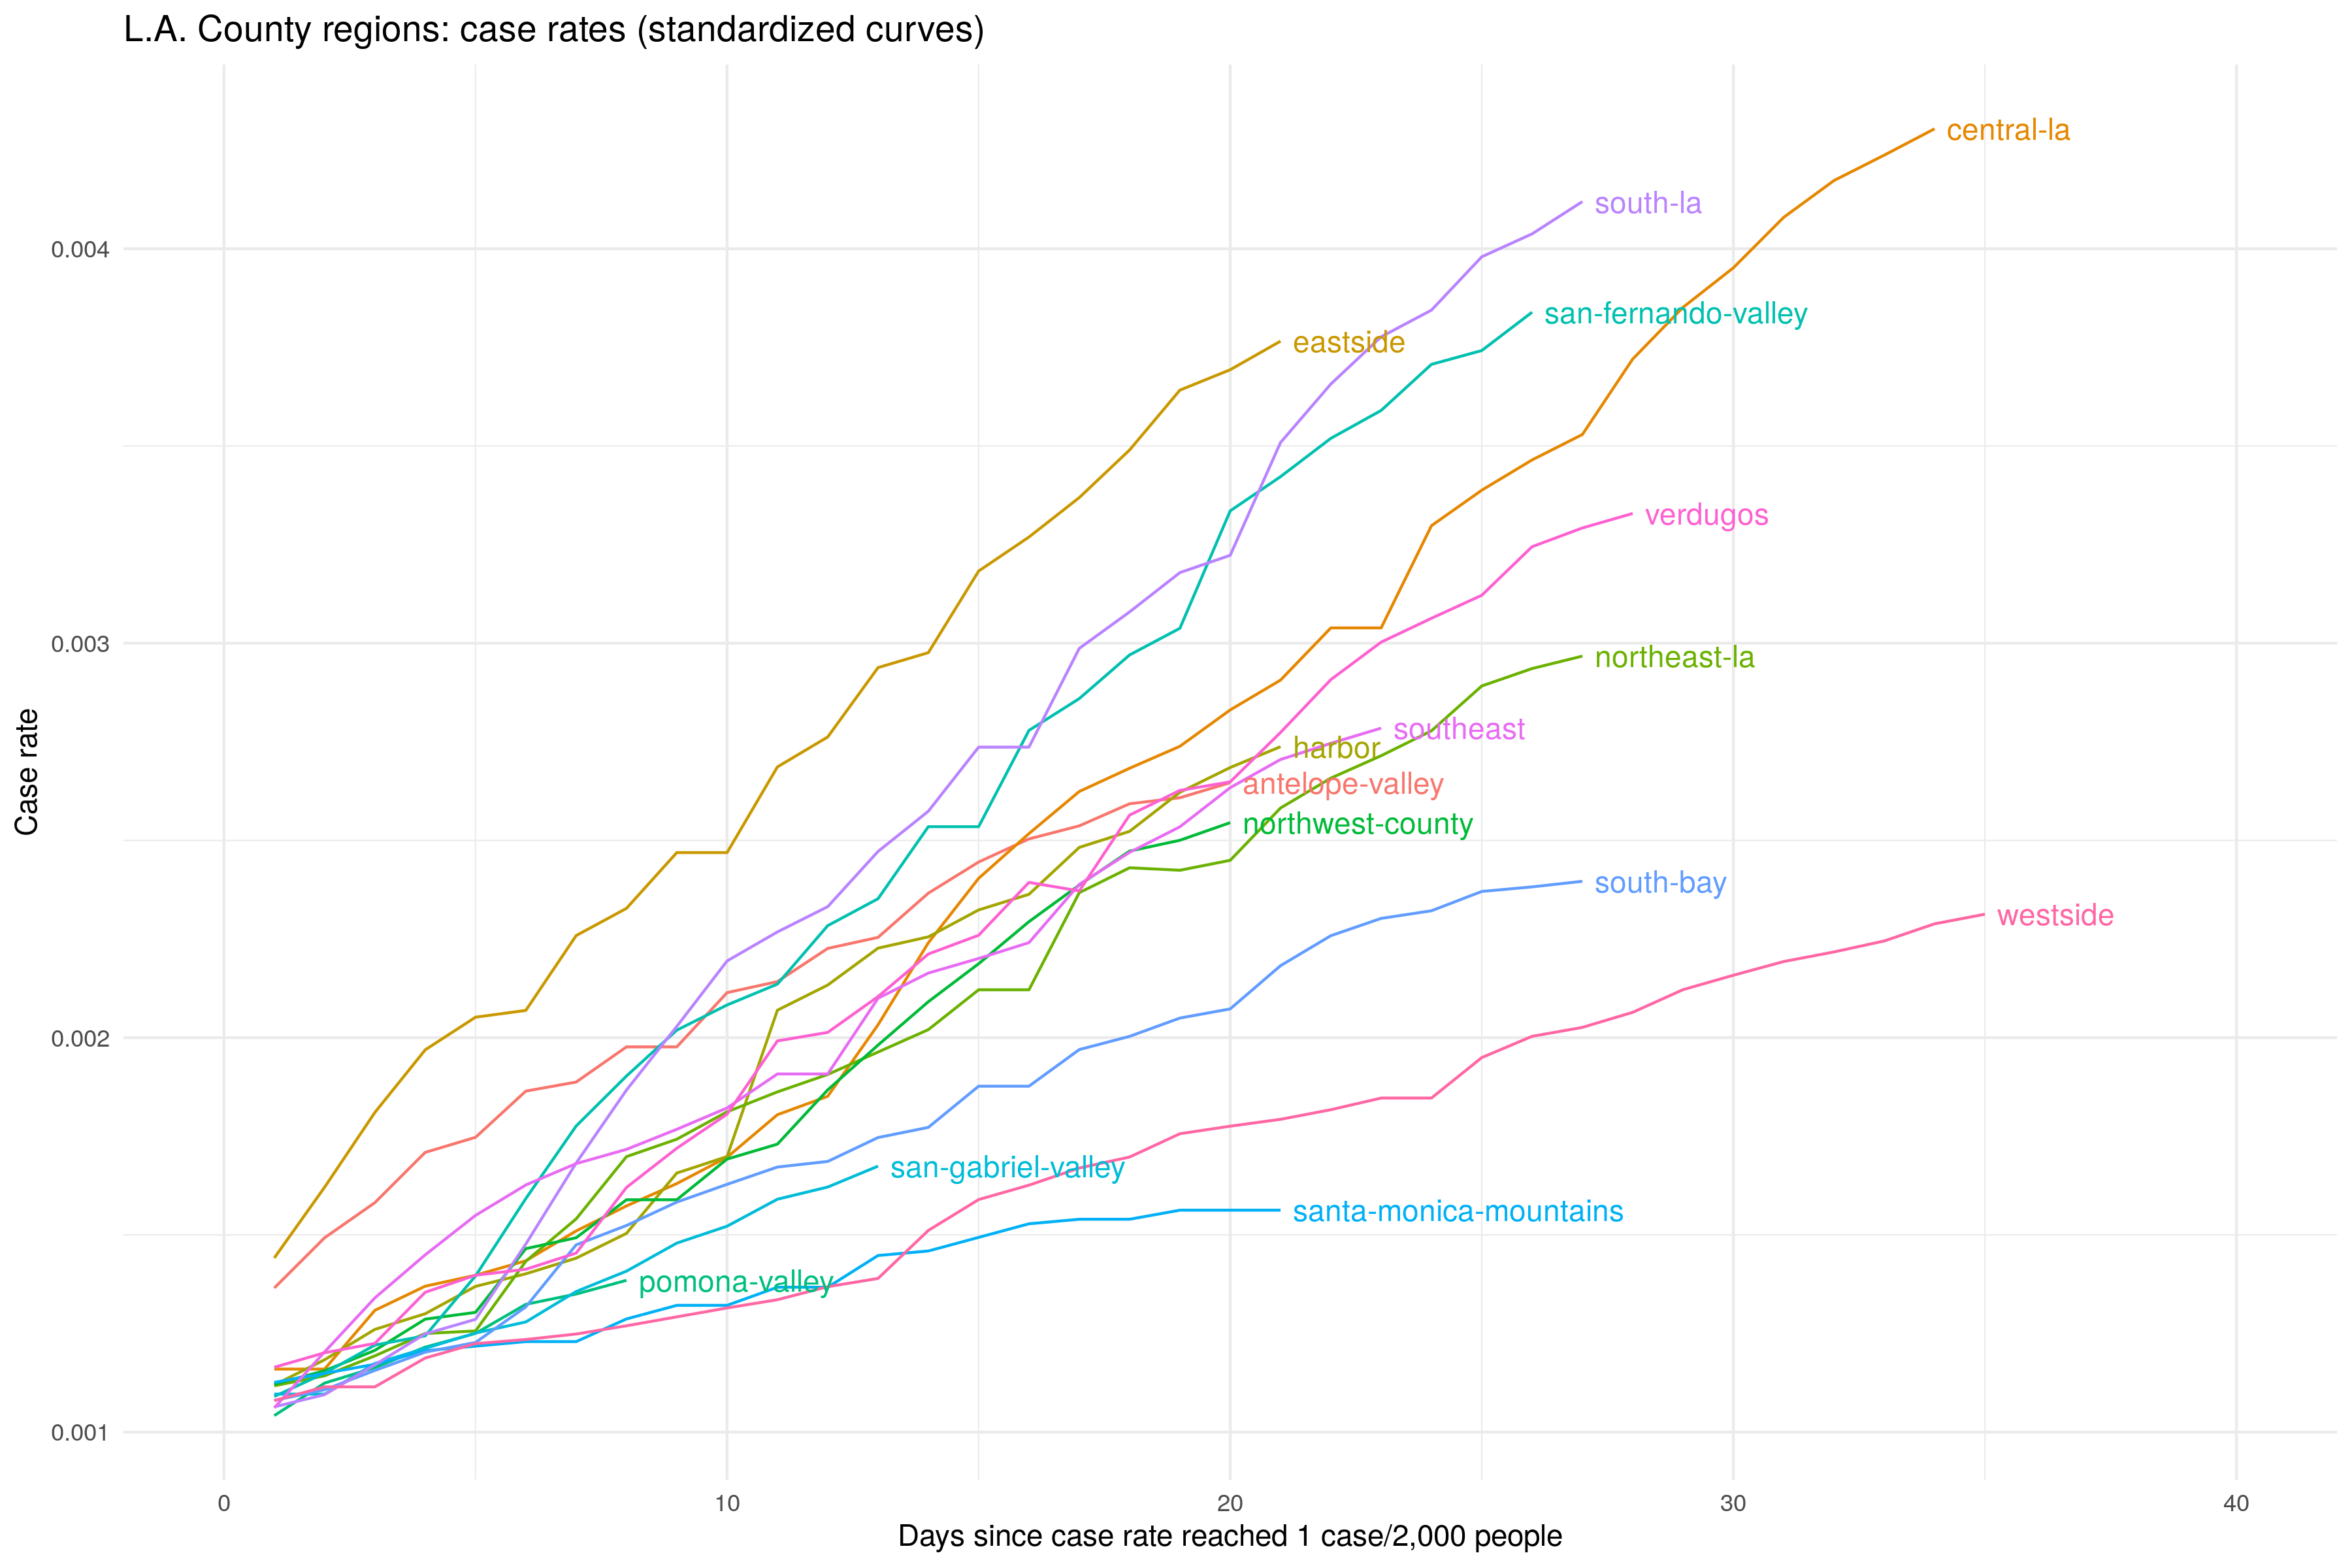 L.A. County regions: case rates (standardized curves)
central-la
south-la
0.004
san-fernando-valley
eastside
verdugos
northeast-la
0.003
southeast
harbor
antelope-valley
northwest-county
south-bay
westside
Case rate
0.002
san-gabriel-valley
santa-monica-mountains
pomona-valley
0.001
0 10 20 30 40
Days since case rate reached 1 case/2,000 people